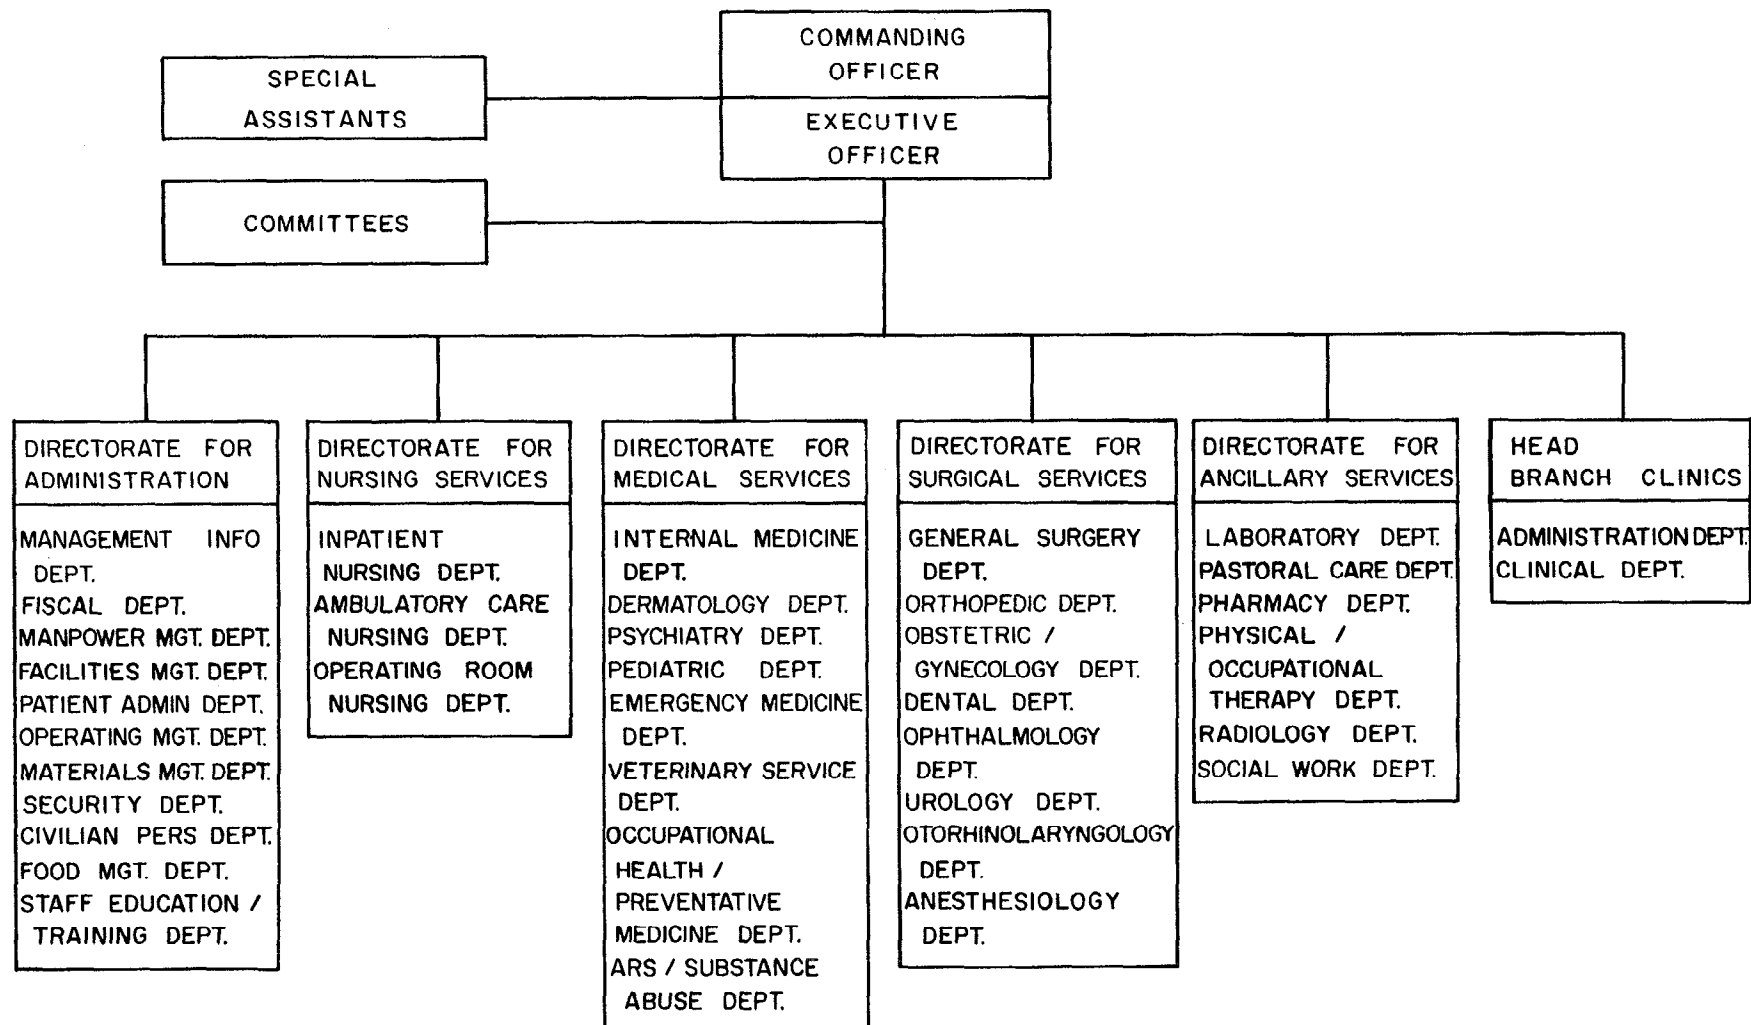 COMMANDING
OFFICER
SPECIAL
ASSISTANTS
EXECUTIVE
OFFICER
COMMITTEES
DIRECTORATE FOR
ADMINISTRATION
MANAGEMENT INFO
DEPT.
FISCAL DEPT.
MANPOWER MGT. DEPT.
FACILITIES MGT. DEPT.
PATIENT ADMIN DEPT.
OPERATING MGT. DEPT.
MATERIALS MGT. DEPT.
SECURITY DEPT.
CIVILIAN PERS DEPT.
FOOD MGT. DEPT.
STAFF EDUCATION /
TRAINING DEPT.
DIRECTORATE FOR
NURSING SERVICES
INPATIENT
NURSING DEPT.
AMBULATORY CARE
NURSING DEPT.
OPERATING ROOM
NURSING DEPT.
DIRECTORATE FOR
MEDICAL SERVICES
INTERNAL MEDICINE
DEPT.
DERMATOLOGY DEPT.
PSYCHIATRY DEPT.
PEDIATRIC DEPT.
EMERGENCY MEDICINE
DEPT.
VETERINARY SERVICE
DEPT.
OCCUPATIONAL
HEALTH /
PREVENTATIVE
MEDICINE DEPT.
ARS / SUBSTANCE
ABUSE DEPT.
DIRECTORATE FOR
SURGICAL SERVICES
GENERAL SURGERY
DEPT.
ORTHOPEDIC DEPT.
OBSTETRIC /
GYNECOLOGY DEPT.
DENTAL DEPT.
OPHTHALMOLOGY
DEPT.
UROLOGY DEPT.
OTORHINOLARYNGOLOGY
DEPT.
ANESTHESIOLOGY
DEPT.
DIRECTORATE FOR
ANCILLARY SERVICES
LABORATORY DEPT.
PASTORAL CARE DEPT.
PHARMACY DEPT.
PHYSICAL /
OCCUPATIONAL
THERAPY DEPT.
RADIOLOGY DEPT.
SOCIAL WORK DEPT.
HEAD
BRANCH CLINICS
ADMINISTRATION DEPT.
CLINICAL DEPT.